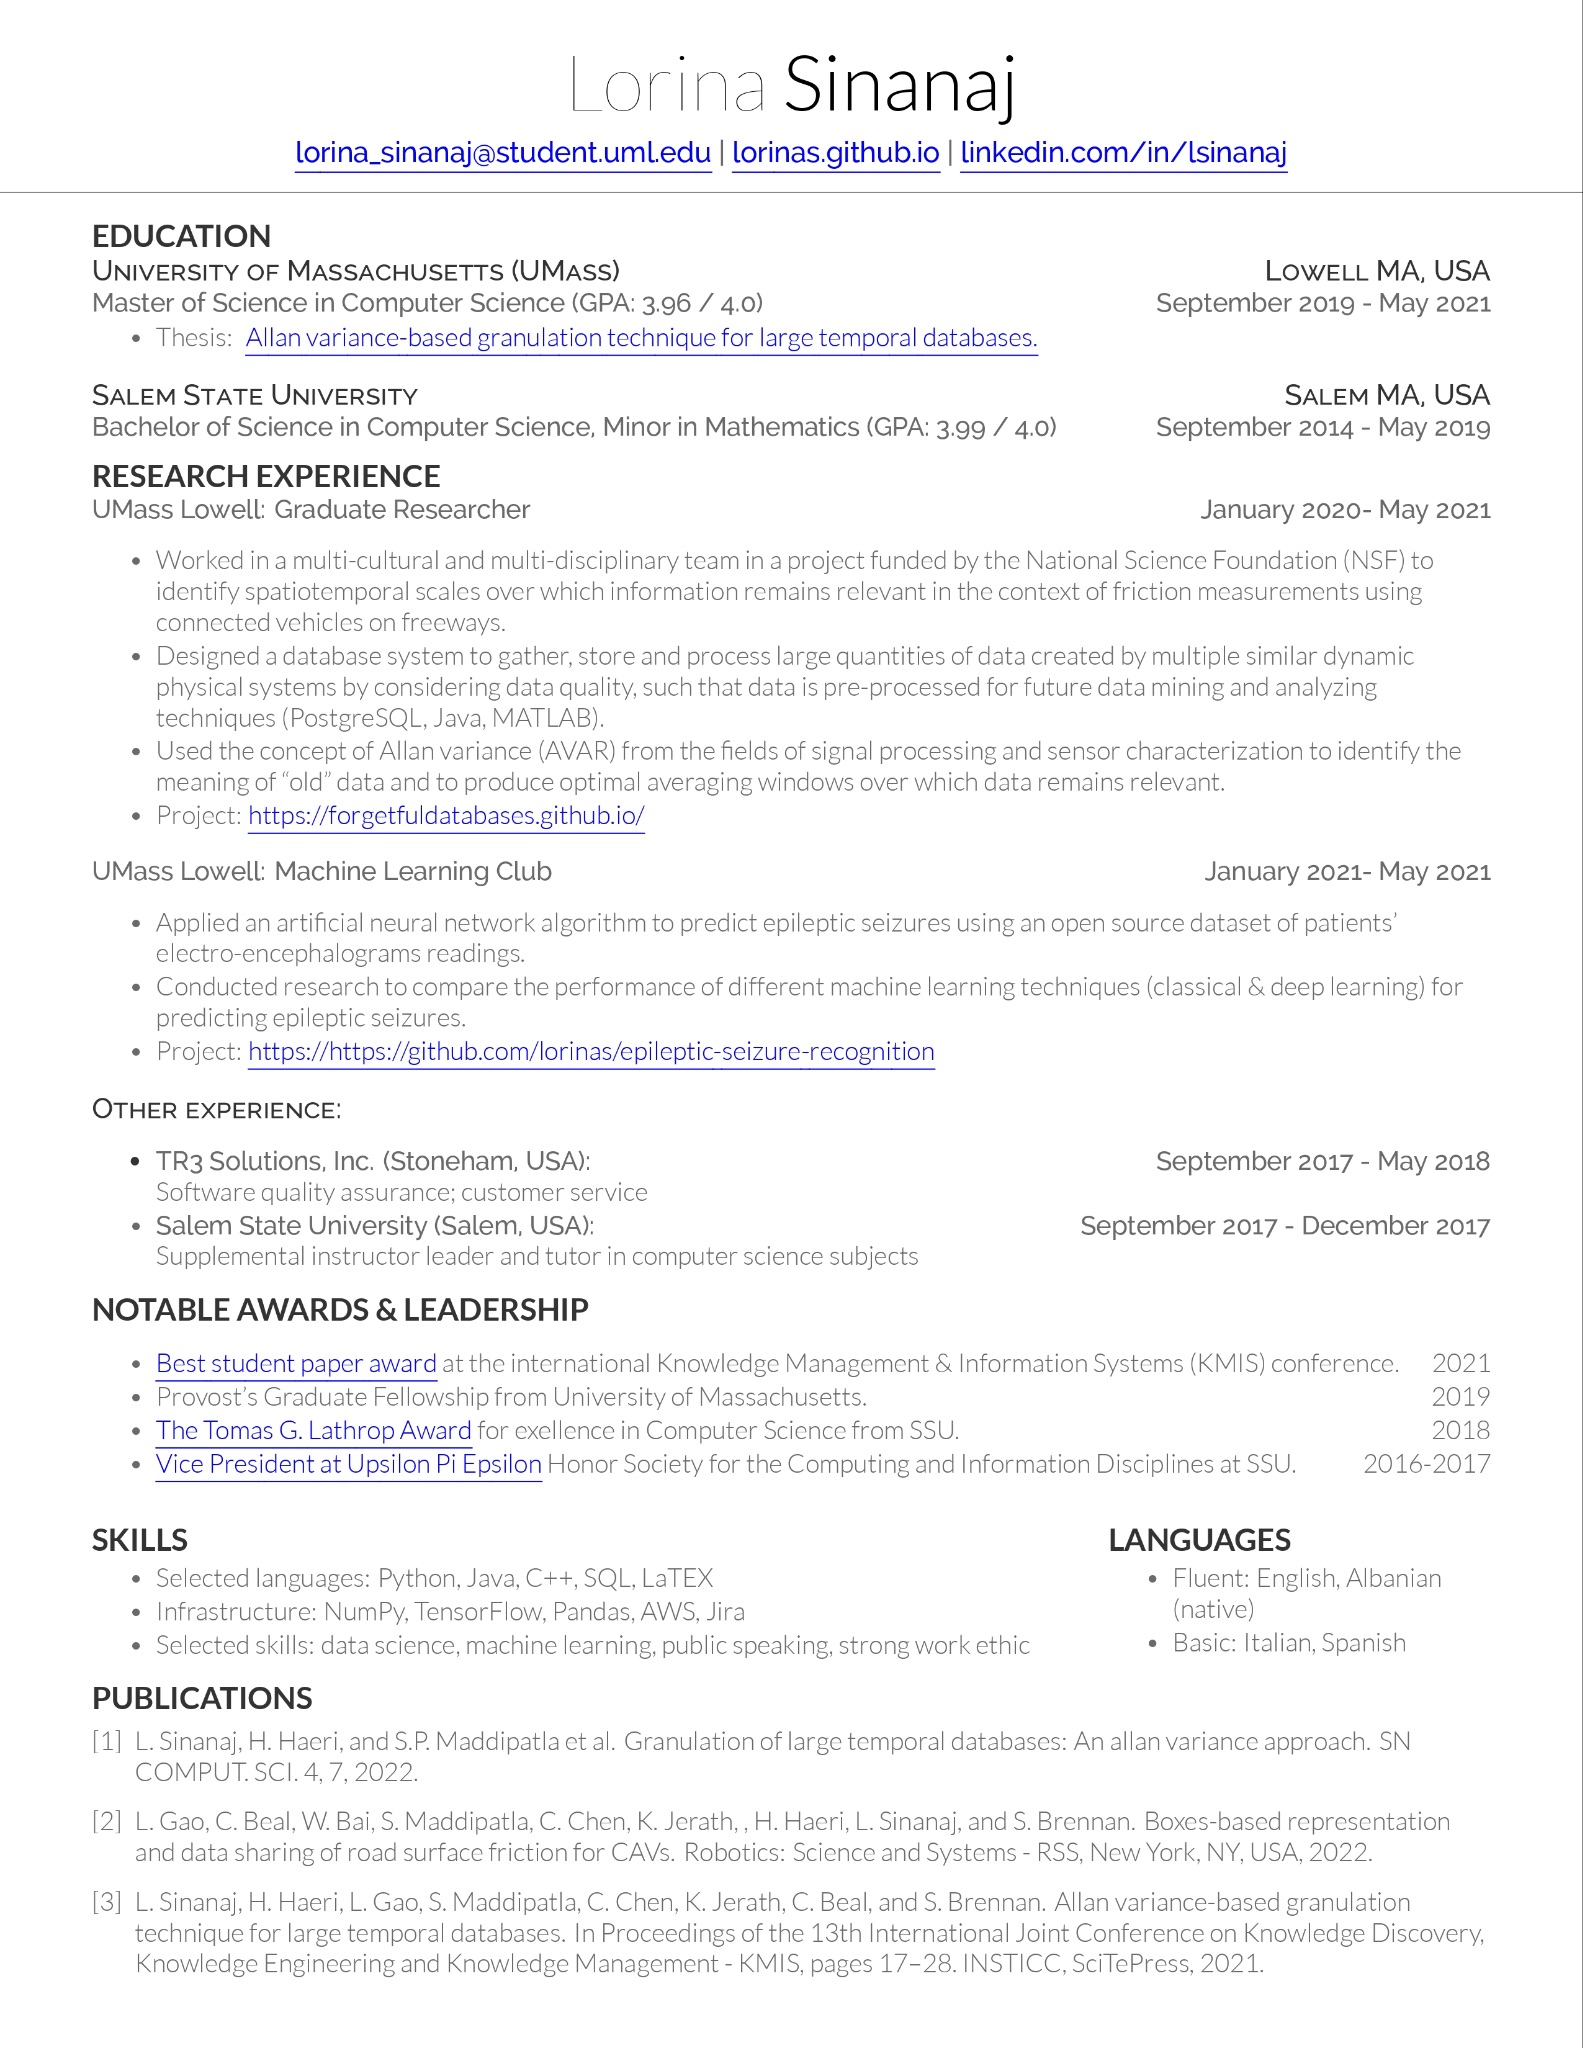 Lorina Sinanaj
lorina_sinanaj@student.uml.edu | lorinas.github.io | linkedin.com/in/lsinanaj
EDUCATION
University of Massachusetts (UMass) Lowell MA, USA
Master of Science in Computer Science (GPA: 3.96 / 4.0) September 2019 - May 2021
• Thesis: Allan variance-based granulation technique for large temporal databases.
Salem State University Salem MA, USA
Bachelor of Science in Computer Science, Minor in Mathematics (GPA: 3.99 / 4.0) September 2014 - May 2019
RESEARCH EXPERIENCE
UMass Lowell: Graduate Researcher January 2020- May 2021
• Worked in a multi-cultural and multi-disciplinary team in a project funded by the National Science Foundation (NSF) to
identify spatiotemporal scales over which information remains relevant in the context of friction measurements using
connected vehicles on freeways.
• Designed a database system to gather, store and process large quantities of data created by multiple similar dynamic
physical systems by considering data quality, such that data is pre-processed for future data mining and analyzing
techniques (PostgreSQL, Java, MATLAB).
• Used the concept of Allan variance (AVAR) from the fields of signal processing and sensor characterization to identify the
meaning of “old” data and to produce optimal averaging windows over which data remains relevant.
• Project: https://forgetfuldatabases.github.io/
UMass Lowell: Machine Learning Club January 2021- May 2021
• Applied an artificial neural network algorithm to predict epileptic seizures using an open source dataset of patients’
electro-encephalograms readings.
• Conducted research to compare the performance of different machine learning techniques (classical & deep learning) for
predicting epileptic seizures.
• Project: https://https://github.com/lorinas/epileptic-seizure-recognition
Other experience:
• TR3 Solutions, Inc. (Stoneham, USA): September 2017 - May 2018
Software quality assurance; customer service
• Salem State University (Salem, USA): September 2017 - December 2017
Supplemental instructor leader and tutor in computer science subjects
NOTABLE AWARDS & LEADERSHIP
• Best student paper award at the international Knowledge Management & Information Systems (KMIS) conference. 2021
• Provost’s Graduate Fellowship from University of Massachusetts. 2019
• The Tomas G. Lathrop Award for exellence in Computer Science from SSU. 2018
• Vice President at Upsilon Pi Epsilon Honor Society for the Computing and Information Disciplines at SSU. 2016-2017
SKILLS
• Selected languages: Python, Java, C++, SQL, LaTEX
• Infrastructure: NumPy, TensorFlow, Pandas, AWS, Jira
• Selected skills: data science, machine learning, public speaking, strong work ethic
LANGUAGES
• Fluent: English, Albanian
(native)
• Basic: Italian, Spanish
PUBLICATIONS
[1] L. Sinanaj, H. Haeri, and S.P. Maddipatla et al. Granulation of large temporal databases: An allan variance approach. SN
COMPUT. SCI. 4, 7, 2022.
[2] L. Gao, C. Beal, W. Bai, S. Maddipatla, C. Chen, K. Jerath, , H. Haeri, L. Sinanaj, and S. Brennan. Boxes-based representation
and data sharing of road surface friction for CAVs. Robotics: Science and Systems - RSS, New York, NY, USA, 2022.
[3] L. Sinanaj, H. Haeri, L. Gao, S. Maddipatla, C. Chen, K. Jerath, C. Beal, and S. Brennan. Allan variance-based granulation
technique for large temporal databases. In Proceedings of the 13th International Joint Conference on Knowledge Discovery,
Knowledge Engineering and Knowledge Management - KMIS, pages 17–28. INSTICC, SciTePress, 2021.